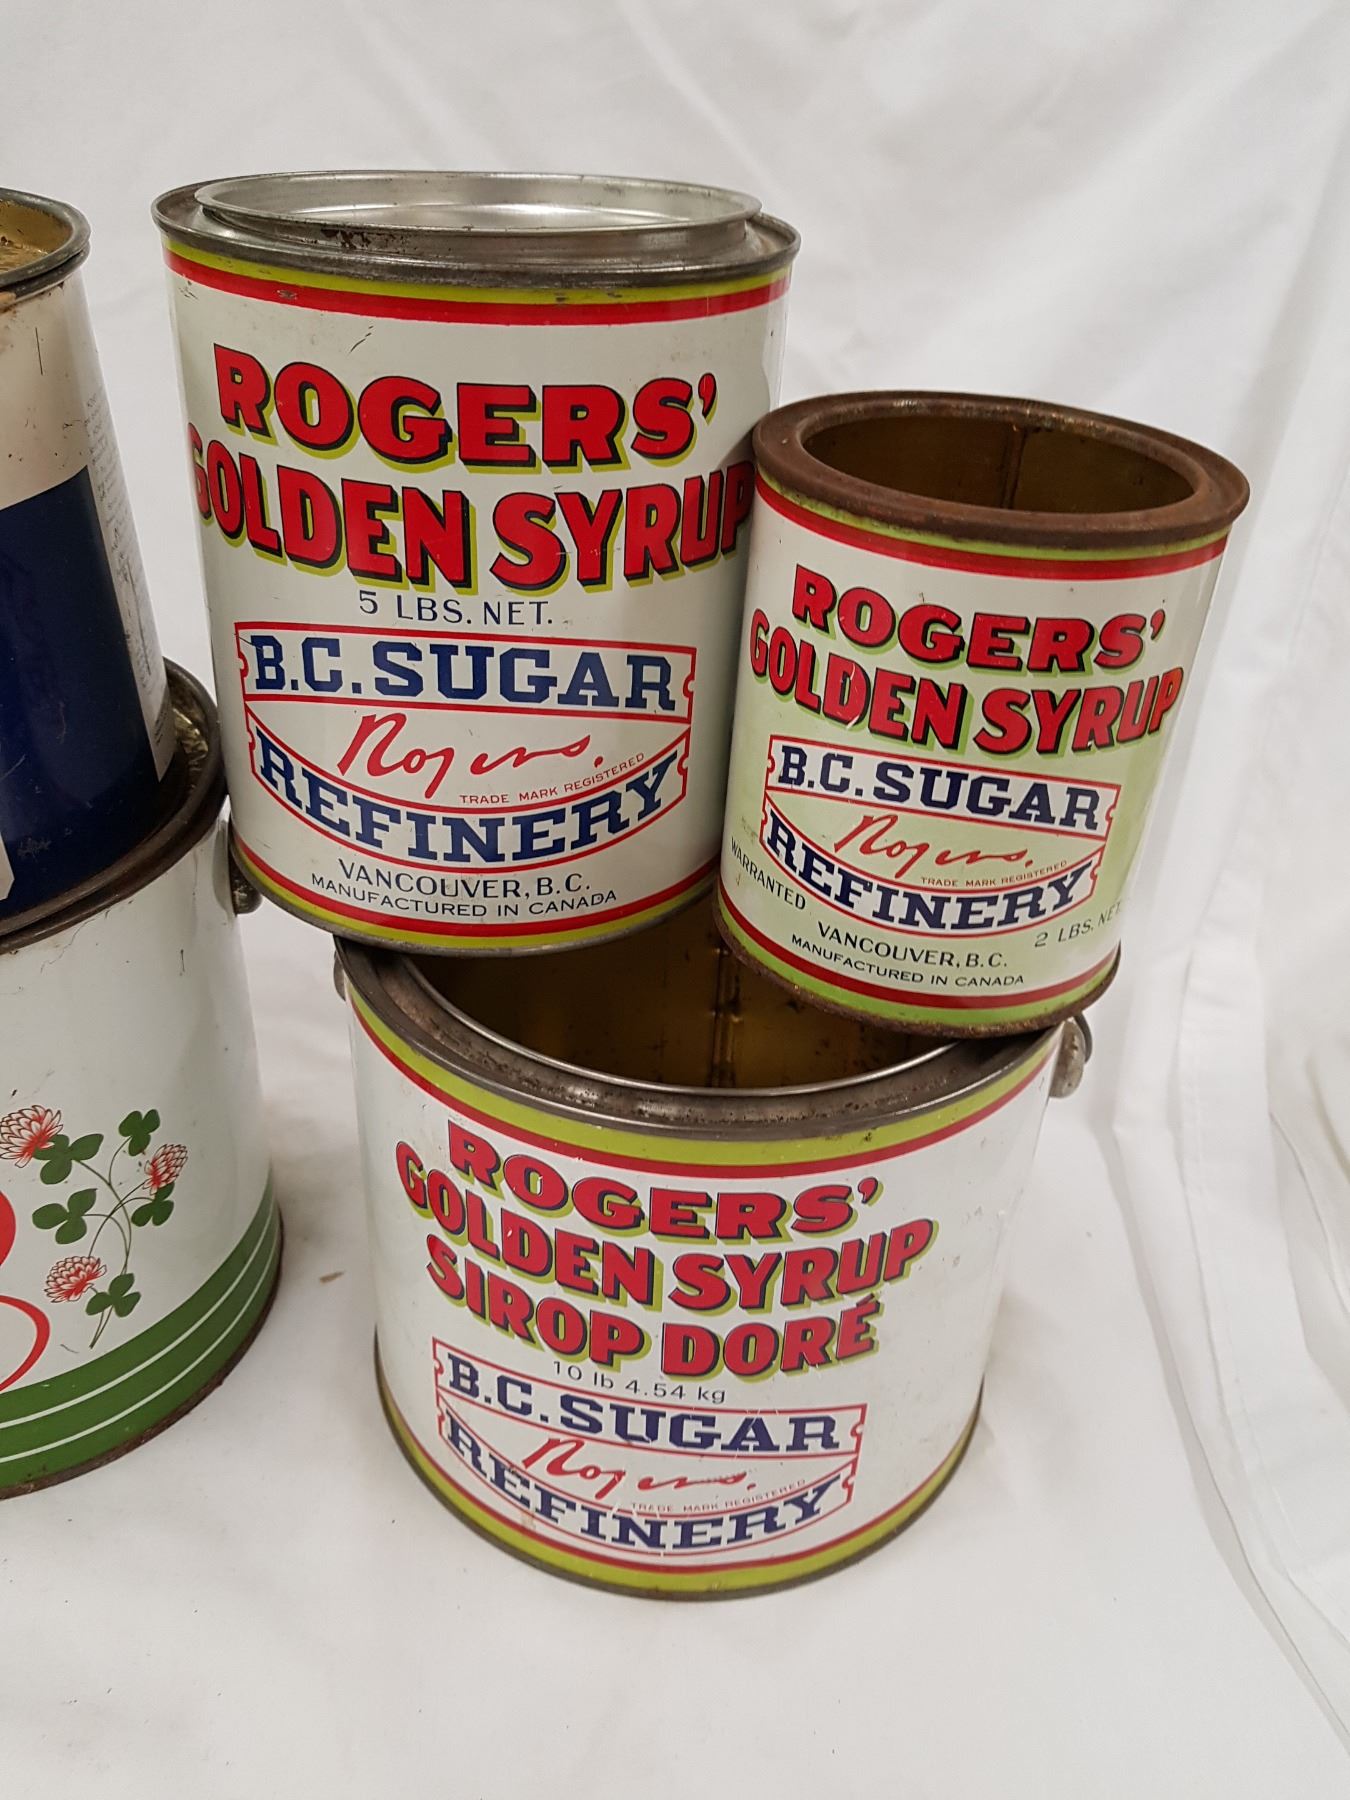 ROGERS'
GOLDEN SYRUP
5 LBS. NET.
B.C. SUGAR
Rogers.
TRADE MARK REGISTERED
REFINERY
VANCOUVER, B.C.
MANUFACTURED IN CANADA
ROGERS'
GOLDEN SYRUP
B.C. SUGAR
Rogers.
TRADE MARK REGISTERED
REFINERY
WARRANTED
2 LBS. NET.
VANCOUVER, B.C.
MANUFACTURED IN CANADA
ROGERS'
GOLDEN SYRUP
SIROP DORÉ
10 lb 4.54 kg
B.C. SUGAR
Rogers.
TRADE MARK REGISTERED
REFINERY